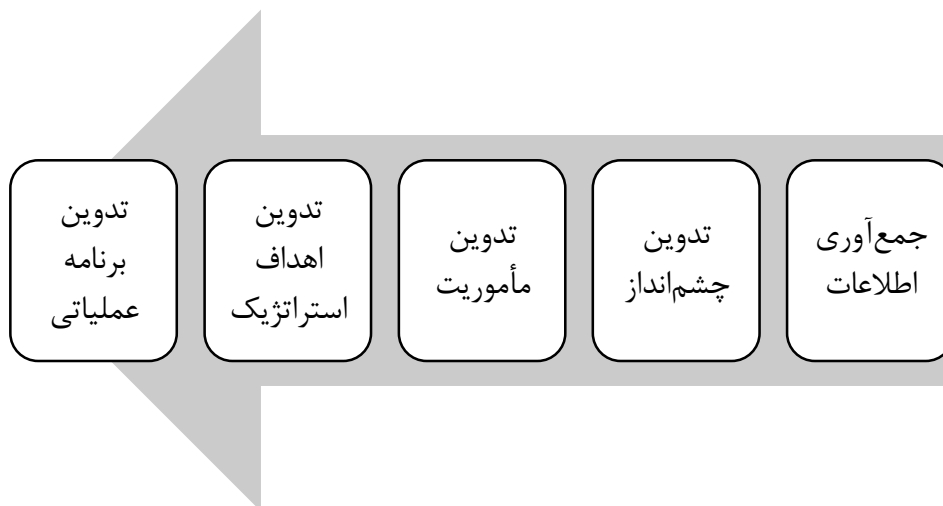 جمع‌آوری
اطلاعات
تدوین
چشم‌انداز
تدوین
مأموریت
تدوین
اهداف
استراتژیک
تدوین
برنامه
عملیاتی